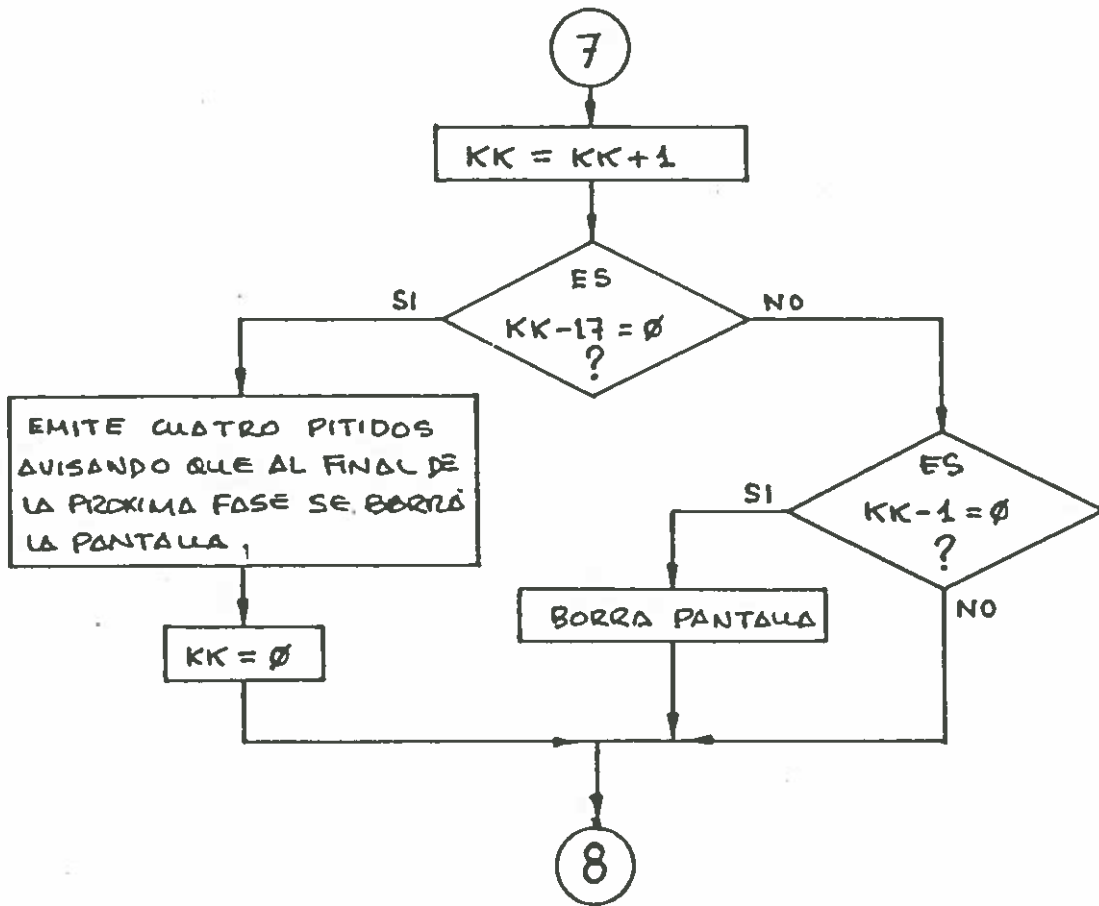 7
KK = KK+1
ES
KK-17 = Ø
?
SI
NO
EMITE CUATRO PITIDOS
AVISANDO QUE AL FINAL DE
LA PROXIMA FASE SE BORRA
LA PANTALLA.
ES
KK-1 = Ø
?
SI
NO
BORRA PANTALLA
KK = Ø
8